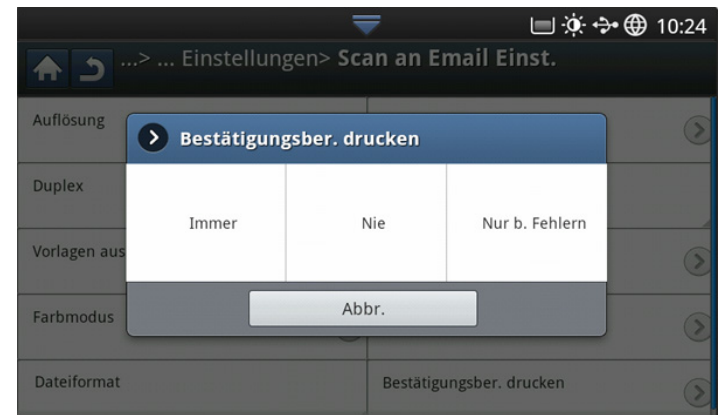 10:24
...> ... Einstellungen> Scan an Email Einst.
Auflösung
Bestätigungsber. drucken
Duplex
Immer
Nie
Nur b. Fehlern
Vorlagen aus
Farbmodus
Abbr.
Dateiformat
Bestätigungsber. drucken